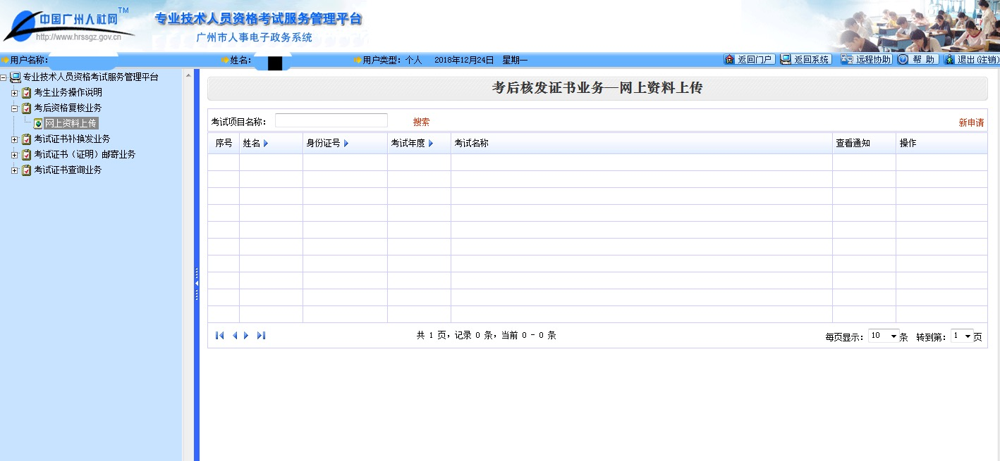 中国广州人社网TM
http://www.hrssgz.gov.cn
专业技术人员资格考试服务管理平台
广州市人事电子政务系统
用户名称: 姓名: 用户类型: 个人 2018年12月24日 星期一 返回门户 返回系统 远程协助 帮 助 退出(注销)
专业技术人员资格考试服务管理平台
考生业务操作说明
考后资格复核业务
网上资料上传
考试证书补换发业务
考试证书（证明）邮寄业务
考试证书查询业务
考后核发证书业务—网上资料上传
考试项目名称: 搜索 新申请
序号 姓名 身份证号 考试年度 考试名称 查看通知 操作
共 1 页,记录 0 条,当前 0 - 0 条 每页显示: 10 条 转到第: 1 页